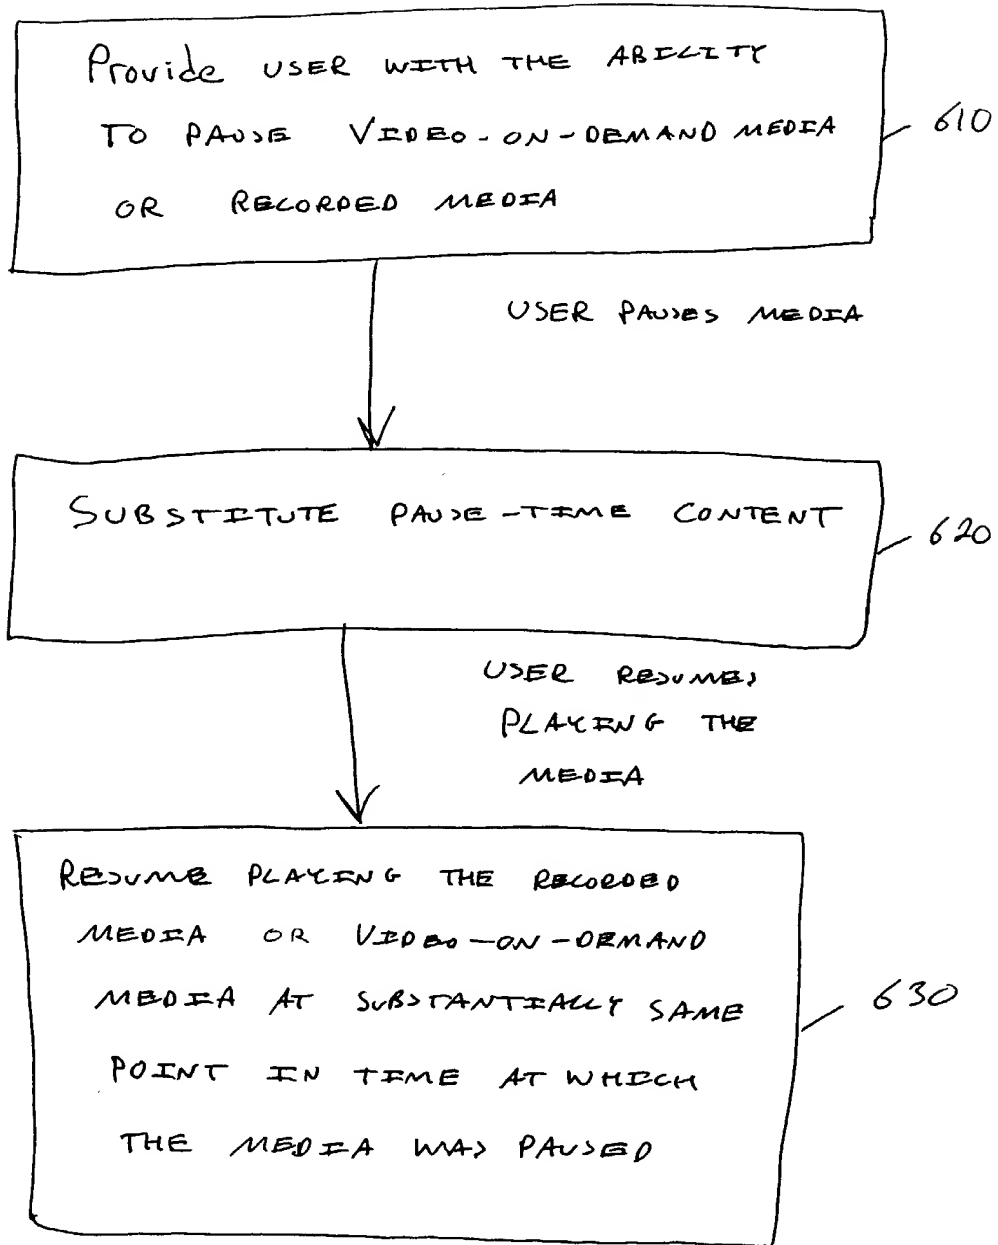 Provide USER WITH THE ABILITY
TO PAUSE VIDEO-ON-DEMAND MEDIA
OR RECORDED MEDIA
610
USER PAUSES MEDIA
SUBSTITUTE PAUSE-TIME CONTENT
620
USER RESUMES
PLAYING THE
MEDIA
RESUME PLAYING THE RECORDED
MEDIA OR VIDEO-ON-DEMAND
MEDIA AT SUBSTANTIALLY SAME
POINT IN TIME AT WHICH
THE MEDIA WAS PAUSED
630